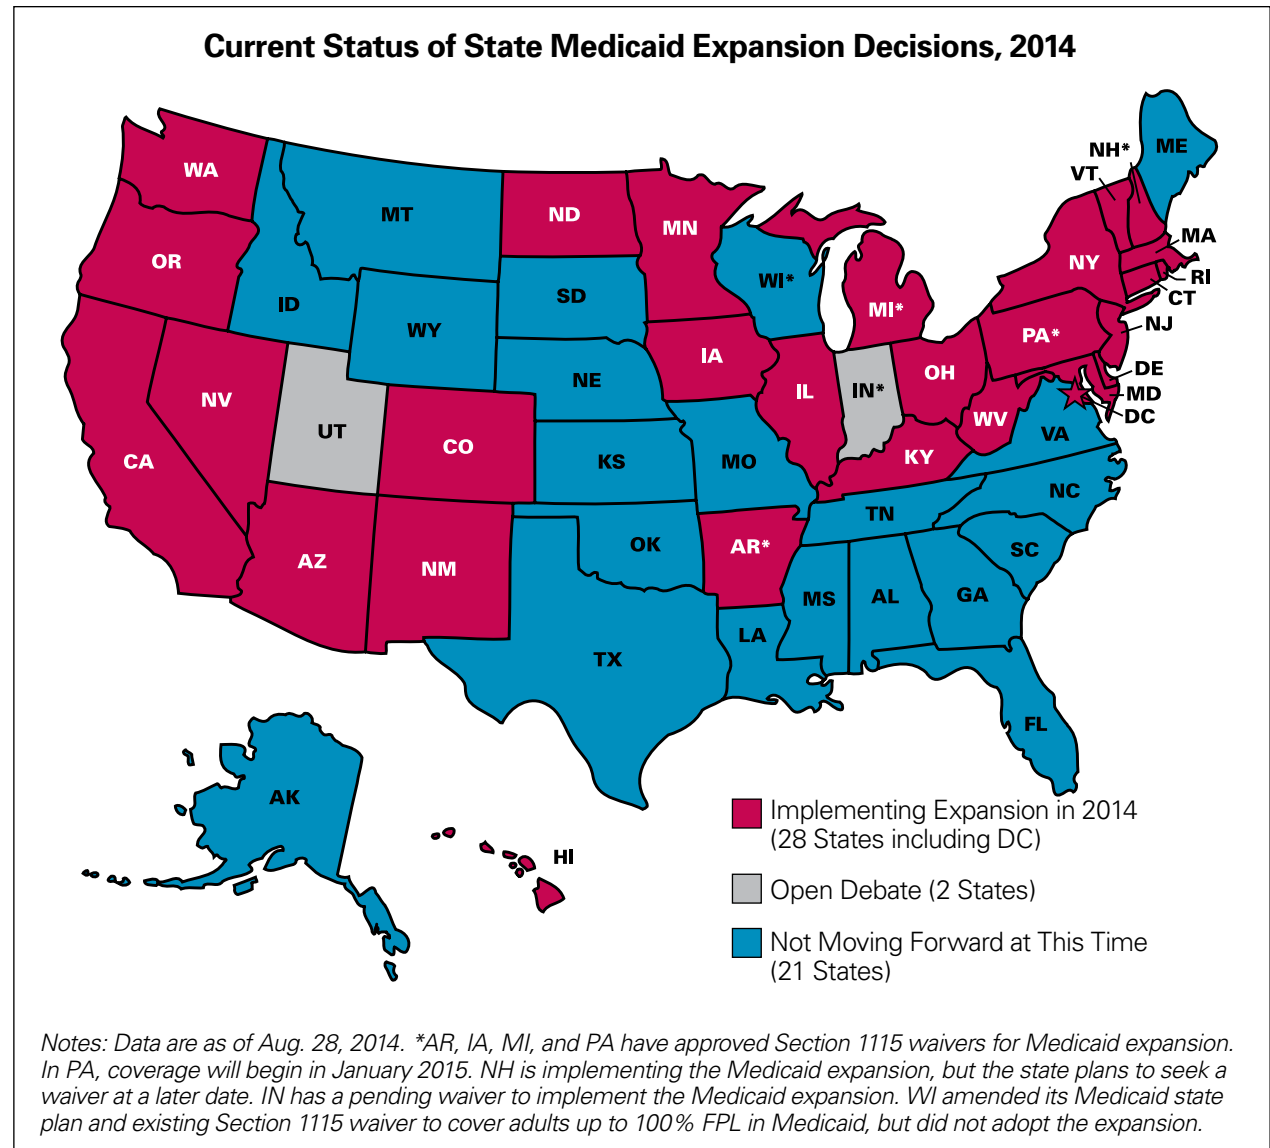 Current Status of State Medicaid Expansion Decisions, 2014
ME
NH*
VT
WA
MT
ND
MN
MA
NY
OR
RI
WI*
CT
ID
SD
MI*
WY
PA*
NJ
IA
DE
NE
OH
IN*
IL
MD
NV
DC
WV
UT
VA
CO
KY
CA
KS
MO
NC
TN
OK
AR*
SC
AZ
NM
MS
AL
GA
LA
TX
FL
AK
HI
Implementing Expansion in 2014
(28 States including DC)
Open Debate (2 States)
Not Moving Forward at This Time
(21 States)
Notes: Data are as of Aug. 28, 2014. *AR, IA, MI, and PA have approved Section 1115 waivers for Medicaid expansion.
In PA, coverage will begin in January 2015. NH is implementing the Medicaid expansion, but the state plans to seek a
waiver at a later date. IN has a pending waiver to implement the Medicaid expansion. WI amended its Medicaid state
plan and existing Section 1115 waiver to cover adults up to 100% FPL in Medicaid, but did not adopt the expansion.